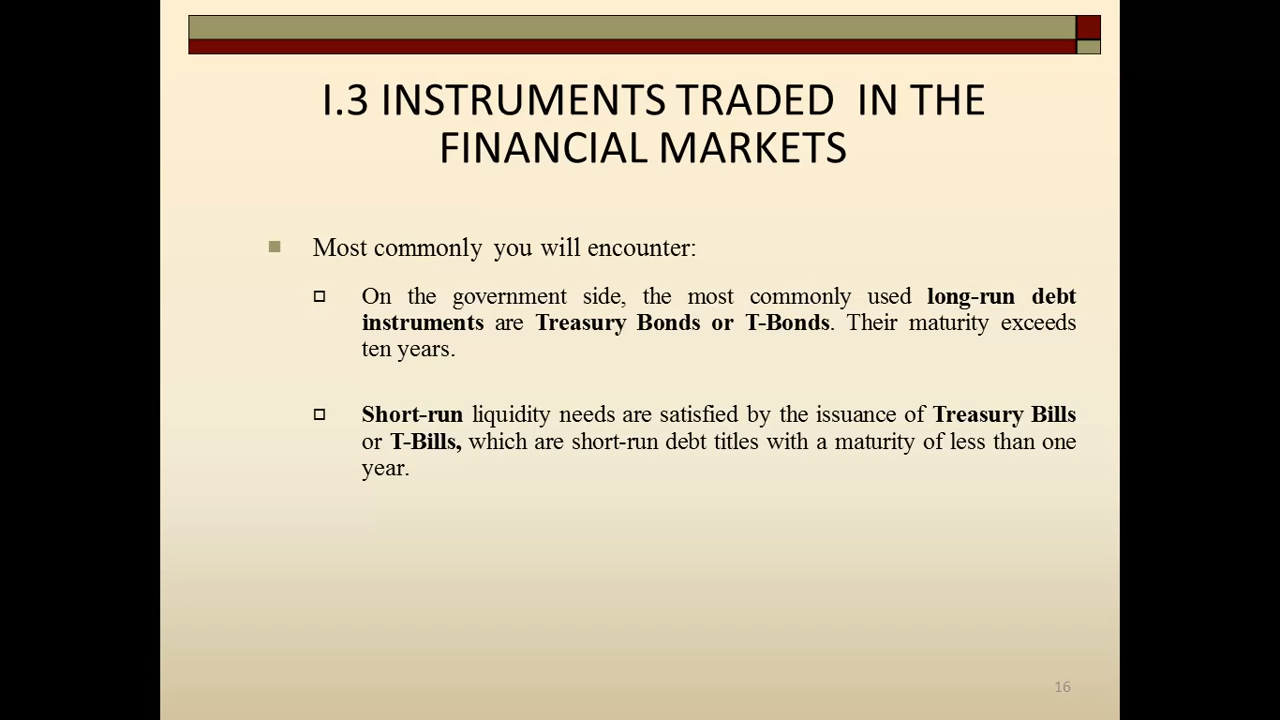 I.3 INSTRUMENTS TRADED IN THE
FINANCIAL MARKETS
Most commonly you will encounter:
On the government side, the most commonly used long-run debt
instruments are Treasury Bonds or T-Bonds. Their maturity exceeds
ten years.
Short-run liquidity needs are satisfied by the issuance of Treasury Bills
or T-Bills, which are short-run debt titles with a maturity of less than one
year.
16